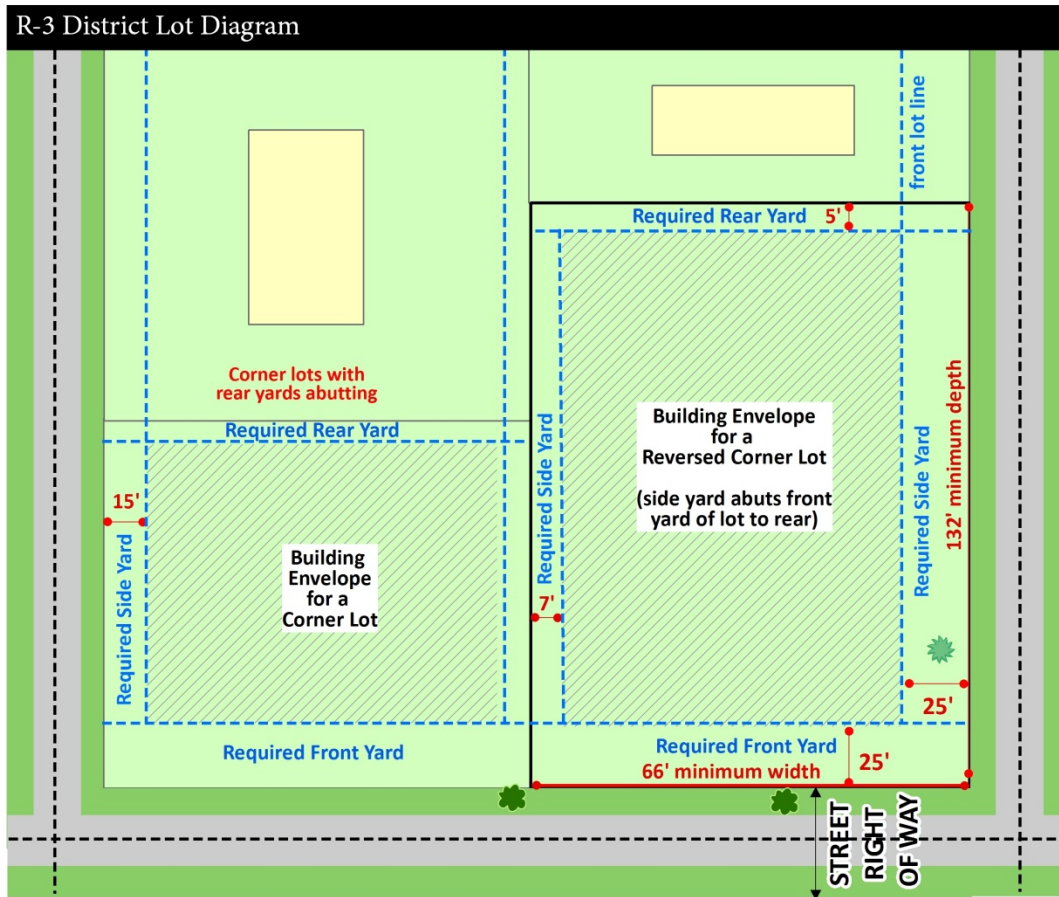 R-3 District Lot Diagram
front lot line
Required Rear Yard
5'
Corner lots with
rear yards abutting
Required Rear Yard
15'
Required Side Yard
Building
Envelope
for a
Corner Lot
Required Front Yard
Required Side Yard
7'
Building Envelope
for a
Reversed Corner Lot
(side yard abuts front
yard of lot to rear)
Required Side Yard
132' minimum depth
25'
Required Front Yard
25'
66' minimum width
STREET
RIGHT
OF WAY